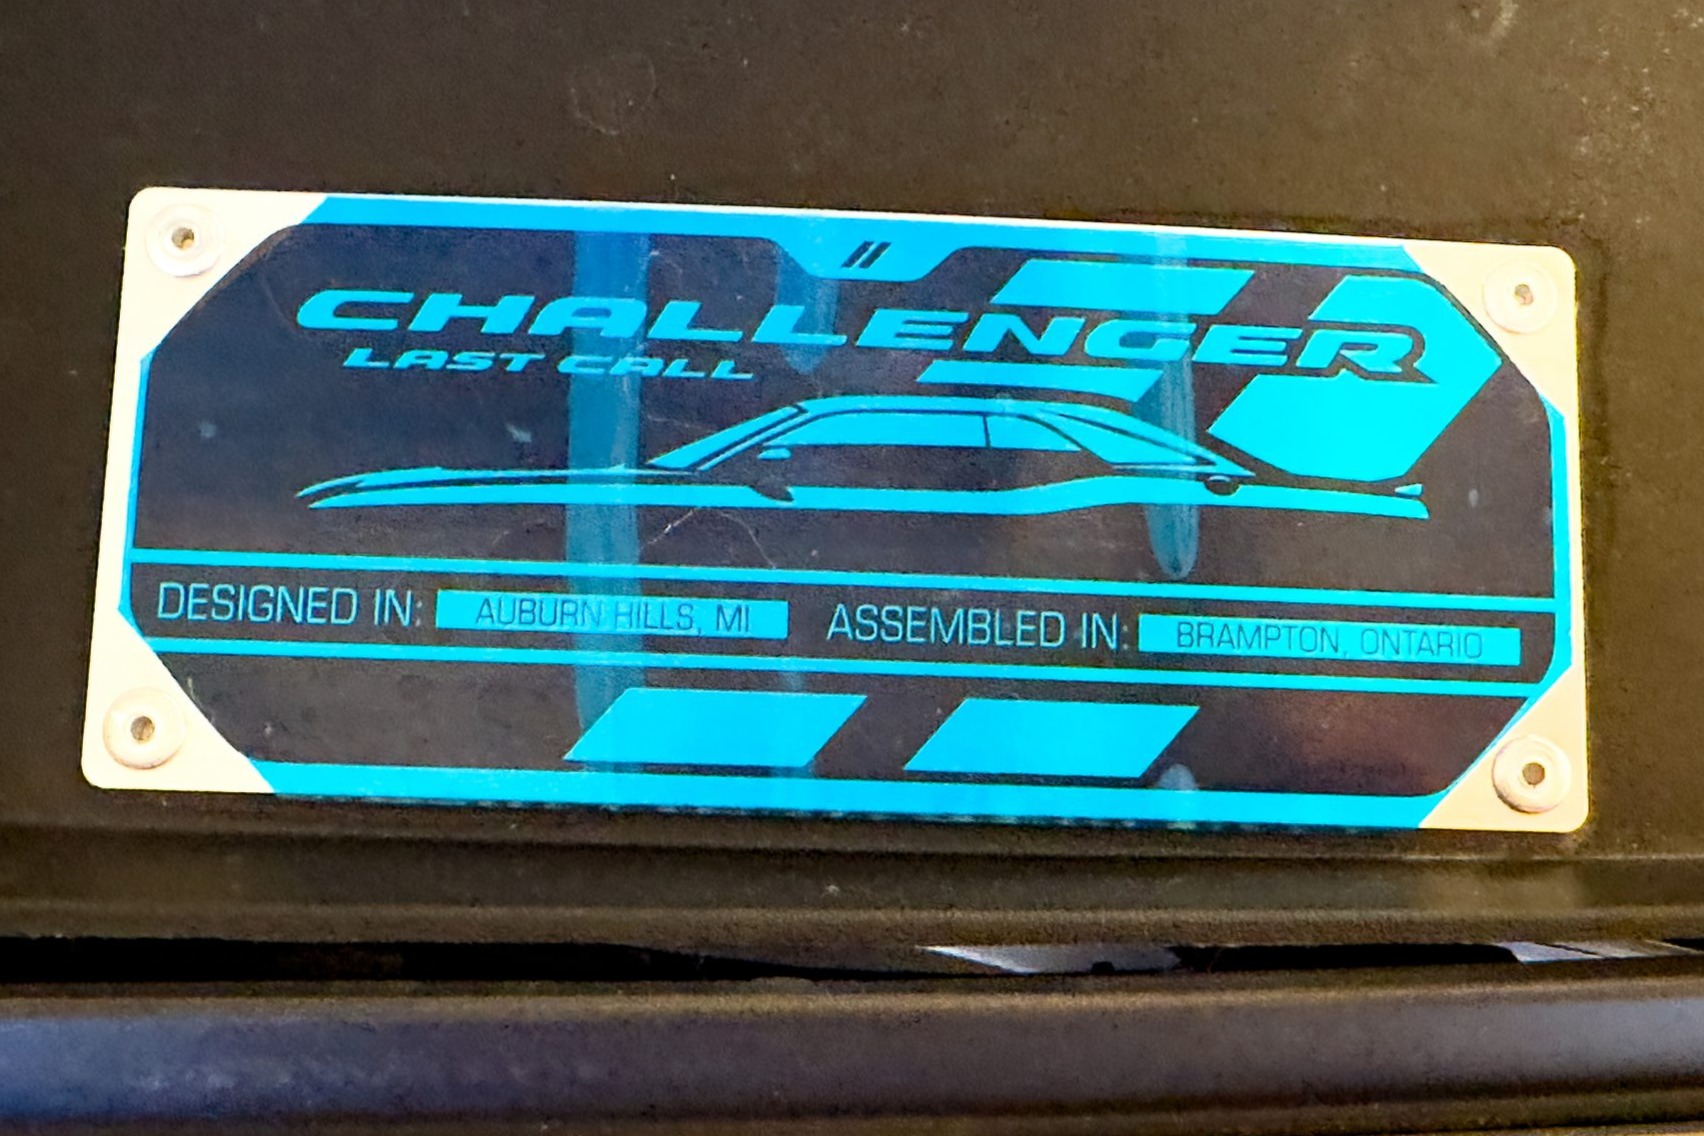 CHALLENGER
LAST CALL
DESIGNED IN: AUBURN HILLS, MI ASSEMBLED IN: BRAMPTON, ONTARIO